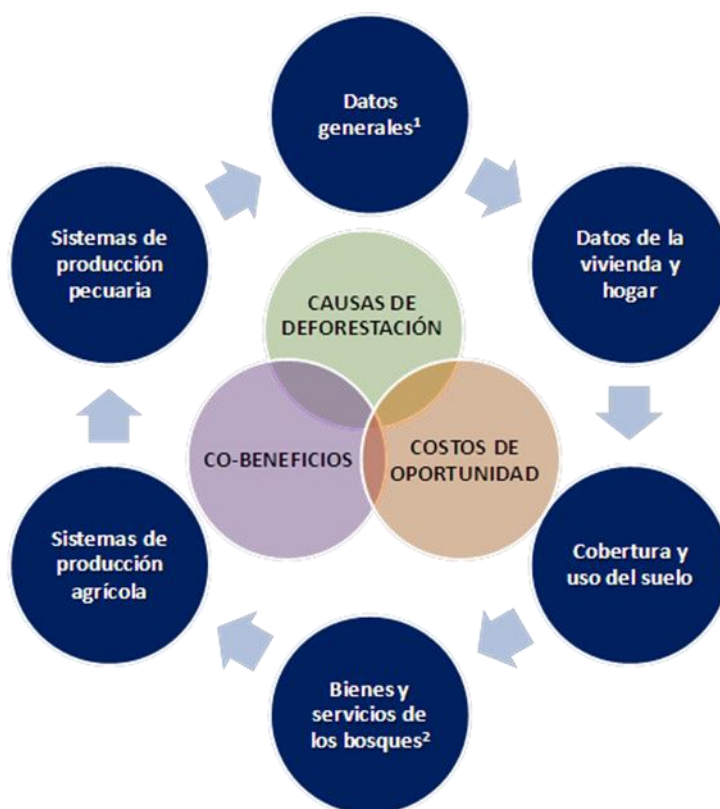 Datos
generales¹
Datos de la
vivienda y
hogar
Cobertura y
uso del suelo
Bienes y
servicios de
los bosques²
Sistemas de
producción
agrícola
Sistemas de
producción
pecuaria
CAUSAS DE
DEFORESTACIÓN
CO-BENEFICIOS
COSTOS DE
OPORTUNIDAD